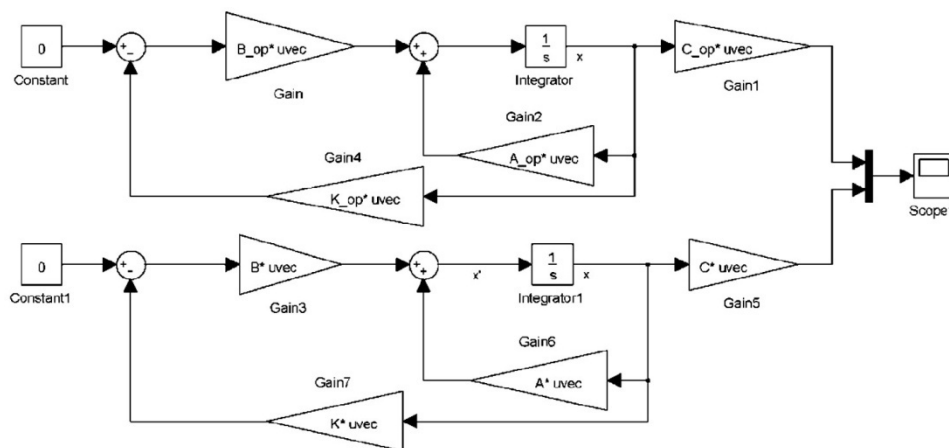 0
Constant
+
−
B_op* uvec
Gain
+
+
1
s
Integrator
x
C_op* uvec
Gain1
Gain2
A_op* uvec
Gain4
K_op* uvec
Scope
0
Constant1
+
−
B* uvec
Gain3
+
+
x'
1
s
Integrator1
x
C* uvec
Gain5
Gain6
A* uvec
Gain7
K* uvec